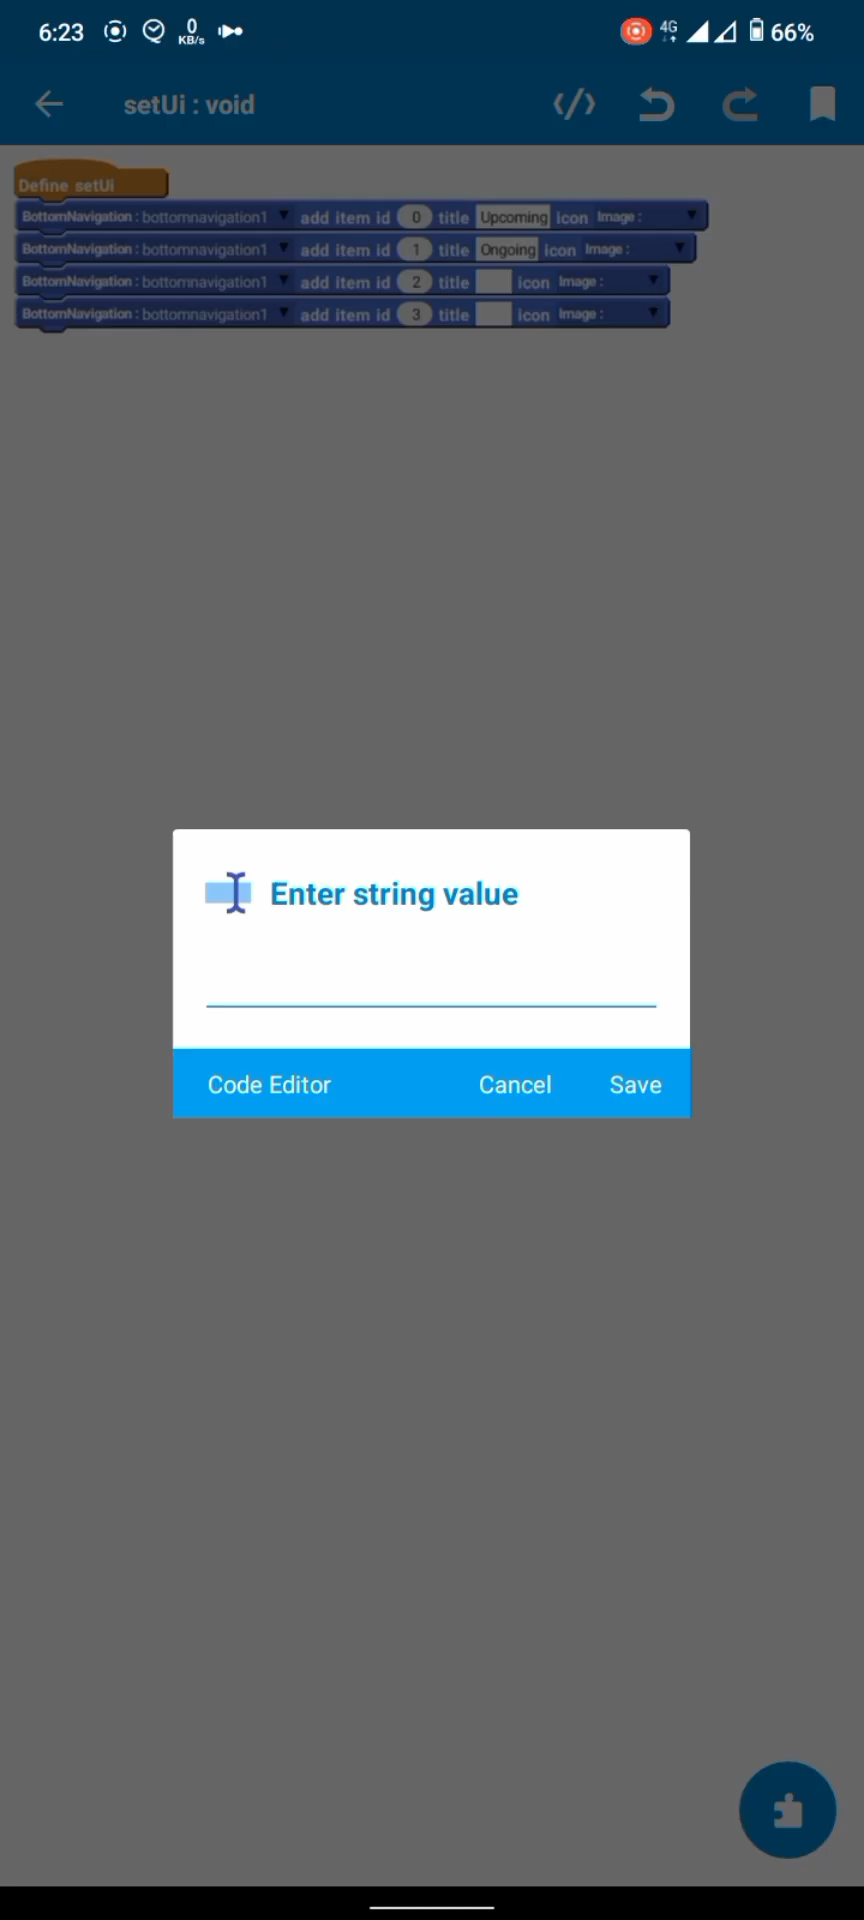 6:23 0 KB/s 4G 66%
setUi : void
Define setUi
BottomNavigation : bottomnavigation1 add item id 0 title Upcoming icon Image :
BottomNavigation : bottomnavigation1 add item id 1 title Ongoing icon Image :
BottomNavigation : bottomnavigation1 add item id 2 title icon Image :
BottomNavigation : bottomnavigation1 add item id 3 title icon Image :
Enter string value
Code Editor Cancel Save